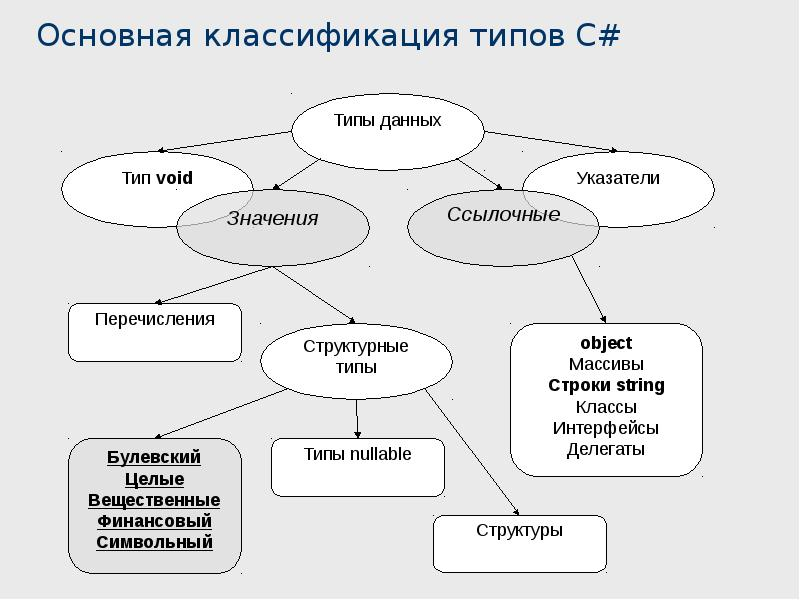 Основная классификация типов C#
Типы данных
Тип void
Указатели
Значения
Ссылочные
Перечисления
Структурные
типы
object
Массивы
Строки string
Классы
Интерфейсы
Делегаты
Булевский
Целые
Вещественные
Финансовый
Символьный
Типы nullable
Структуры